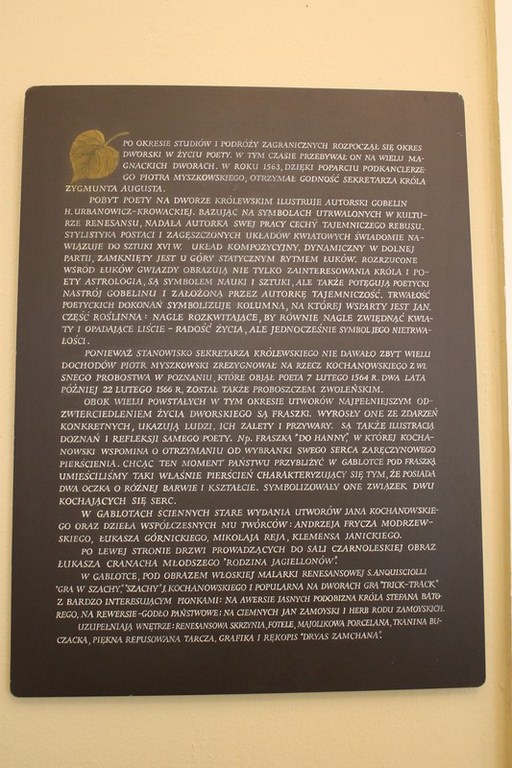 PO OKRESIE STUDIÓW I PODRÓŻY ZAGRANICZNYCH ROZPOCZĄŁ SIĘ OKRES
DWORSKI W ŻYCIU POETY. W TYM CZASIE PRZEBYWAŁ ON NA WIELU MA-
GNACKICH DWORACH. W ROKU 1563, DZIĘKI POPARCIU PODKANCLERZE-
GO PIOTRA MYSZKOWSKIEGO, OTRZYMAŁ GODNOŚĆ SEKRETARZA KRÓLA
ZYGMUNTA AUGUSTA.
POBYT POETY NA DWORZE KRÓLEWSKIM ILUSTRUJE AUTORSKI GOBELIN
H. URBANOWICZ-KROWACKIEJ. BAZUJĄC NA SYMBOLACH UTRWALONYCH W KULTU-
RZE RENESANSU, NADAŁA AUTORKA SWEJ PRACY CECHY TAJEMNICZEGO REBUSU.
STYLISTYKA POSTACI I ZAGĘSZCZONYCH UKŁADÓW KWIATOWYCH ŚWIADOMIE NA-
WIĄZUJE DO SZTUKI XVI W. UKŁAD KOMPOZYCYJNY, DYNAMICZNY W DOLNEJ
PARTII, ZAMKNIĘTY JEST U GÓRY STATYCZNYM RYTMEM ŁUKÓW. ROZRZUCONE
WŚRÓD ŁUKÓW GWIAZDY OBRAZUJĄ NIE TYLKO ZAINTERESOWANIA KRÓLA I PO-
ETY ASTROLOGIĄ, SĄ SYMBOLEM NAUKI I SZTUKI, ALE TAKŻE POTĘGUJĄ POETYCKI
NASTRÓJ GOBELINU I ZAŁOŻONĄ PRZEZ AUTORKĘ TAJEMNICZOŚĆ. TRWAŁOŚĆ
POETYCKICH DOKONAŃ SYMBOLIZUJE KOLUMNA, NA KTÓREJ WSPARTY JEST JAN.
CZĘŚĆ ROŚLINNA: NAGLE ROZKWITAJĄCE, BY RÓWNIE NAGLE ZWIĘDNĄĆ KWIA-
TY I OPADAJĄCE LIŚCIE - RADOŚĆ ŻYCIA, ALE JEDNOCZEŚNIE SYMBOL JEGO NIETRWA-
ŁOŚCI.
PONIEWAŻ STANOWISKO SEKRETARZA KRÓLEWSKIEGO NIE DAWAŁO ZBYT WIELU
DOCHODÓW PIOTR MYSZKOWSKI ZREZYGNOWAŁ NA RZECZ KOCHANOWSKIEGO Z WŁ
SNEGO PROBOSTWA W POZNANIU, KTÓRE OBJĄŁ POETA 7 LUTEGO 1564 R. DWA LATA
PÓŹNIEJ 22 LUTEGO 1566 R. ZOSTAŁ TAKŻE PROBOSZCZEM ZWOLEŃSKIM.
OBOK WIELU POWSTAŁYCH W TYM OKRESIE UTWORÓW NAJPEŁNIEJSZYM OD-
ZWIERCIEDLENIEM ŻYCIA DWORSKIEGO SĄ FRASZKI. WYROSŁY ONE ZE ZDARZEŃ
KONKRETNYCH, UKAZUJĄ LUDZI, ICH ZALETY I PRZYWARY. SĄ TAKŻE ILUSTRACJĄ
DOZNAŃ I REFLEKSJI SAMEGO POETY. Np. FRASZKA "DO HANNY", W KTÓREJ KOCHA-
NOWSKI WSPOMINA O OTRZYMANIU OD WYBRANKI SWEGO SERCA ZARĘCZYNOWEGO
PIERŚCIENIA. CHCĄC TEN MOMENT PAŃSTWU PRZYBLIŻYĆ W GABLOTCE POD FRASZKĄ
UMIEŚCILIŚMY TAKI WŁAŚNIE PIERŚCIEŃ CHARAKTERYZUJĄCY SIĘ TYM, ŻE POSIADA
DWA OCZKA O RÓŻNEJ BARWIE I KSZTAŁCIE. SYMBOLIZOWAŁY ONE ZWIĄZEK DWU
KOCHAJĄCYCH SIĘ SERC.
W GABLOTACH ŚCIENNYCH STARE WYDANIA UTWORÓW JANA KOCHANOWSKIE-
GO ORAZ DZIEŁA WSPÓŁCZESNYCH MU TWÓRCÓW: ANDRZEJA FRYCZA MODRZEW-
SKIEGO, ŁUKASZA GÓRNICKIEGO, MIKOŁAJA REJA, KLEMENSA JANICKIEGO.
PO LEWEJ STRONIE DRZWI PROWADZĄCYCH DO SALI CZARNOLESKIEJ OBRAZ
ŁUKASZA CRANACHA MŁODSZEGO "RODZINA JAGIELLONÓW".
W GABLOTCE, POD OBRAZEM WŁOSKIEJ MALARKI RENESANSOWEJ S. ANQUISCIOLLI
"GRA W SZACHY", "SZACHY" J. KOCHANOWSKIEGO I POPULARNA NA DWORACH GRA "TRICK-TRACK"
Z BARDZO INTERESUJĄCYM PIONKAMI: NA AWERSIE JASNYCH PODOBIZNA KRÓLA STEFANA BATO-
REGO, NA REWERSIE - GODŁO PAŃSTWOWE: NA CIEMNYCH JAN ZAMOYSKI I HERB RODU ZAMOYSKICH.
UZUPEŁNIAJĄ WNĘTRZE: RENESANSOWA SKRZYNIA, FOTELE, MAJOLIKOWA PORCELANA, TKANINA BU-
CZACKA, PIĘKNA REPUSOWANA TARCZA, GRAFIKA I RĘKOPIS "DRYAS ZAMCHANA".